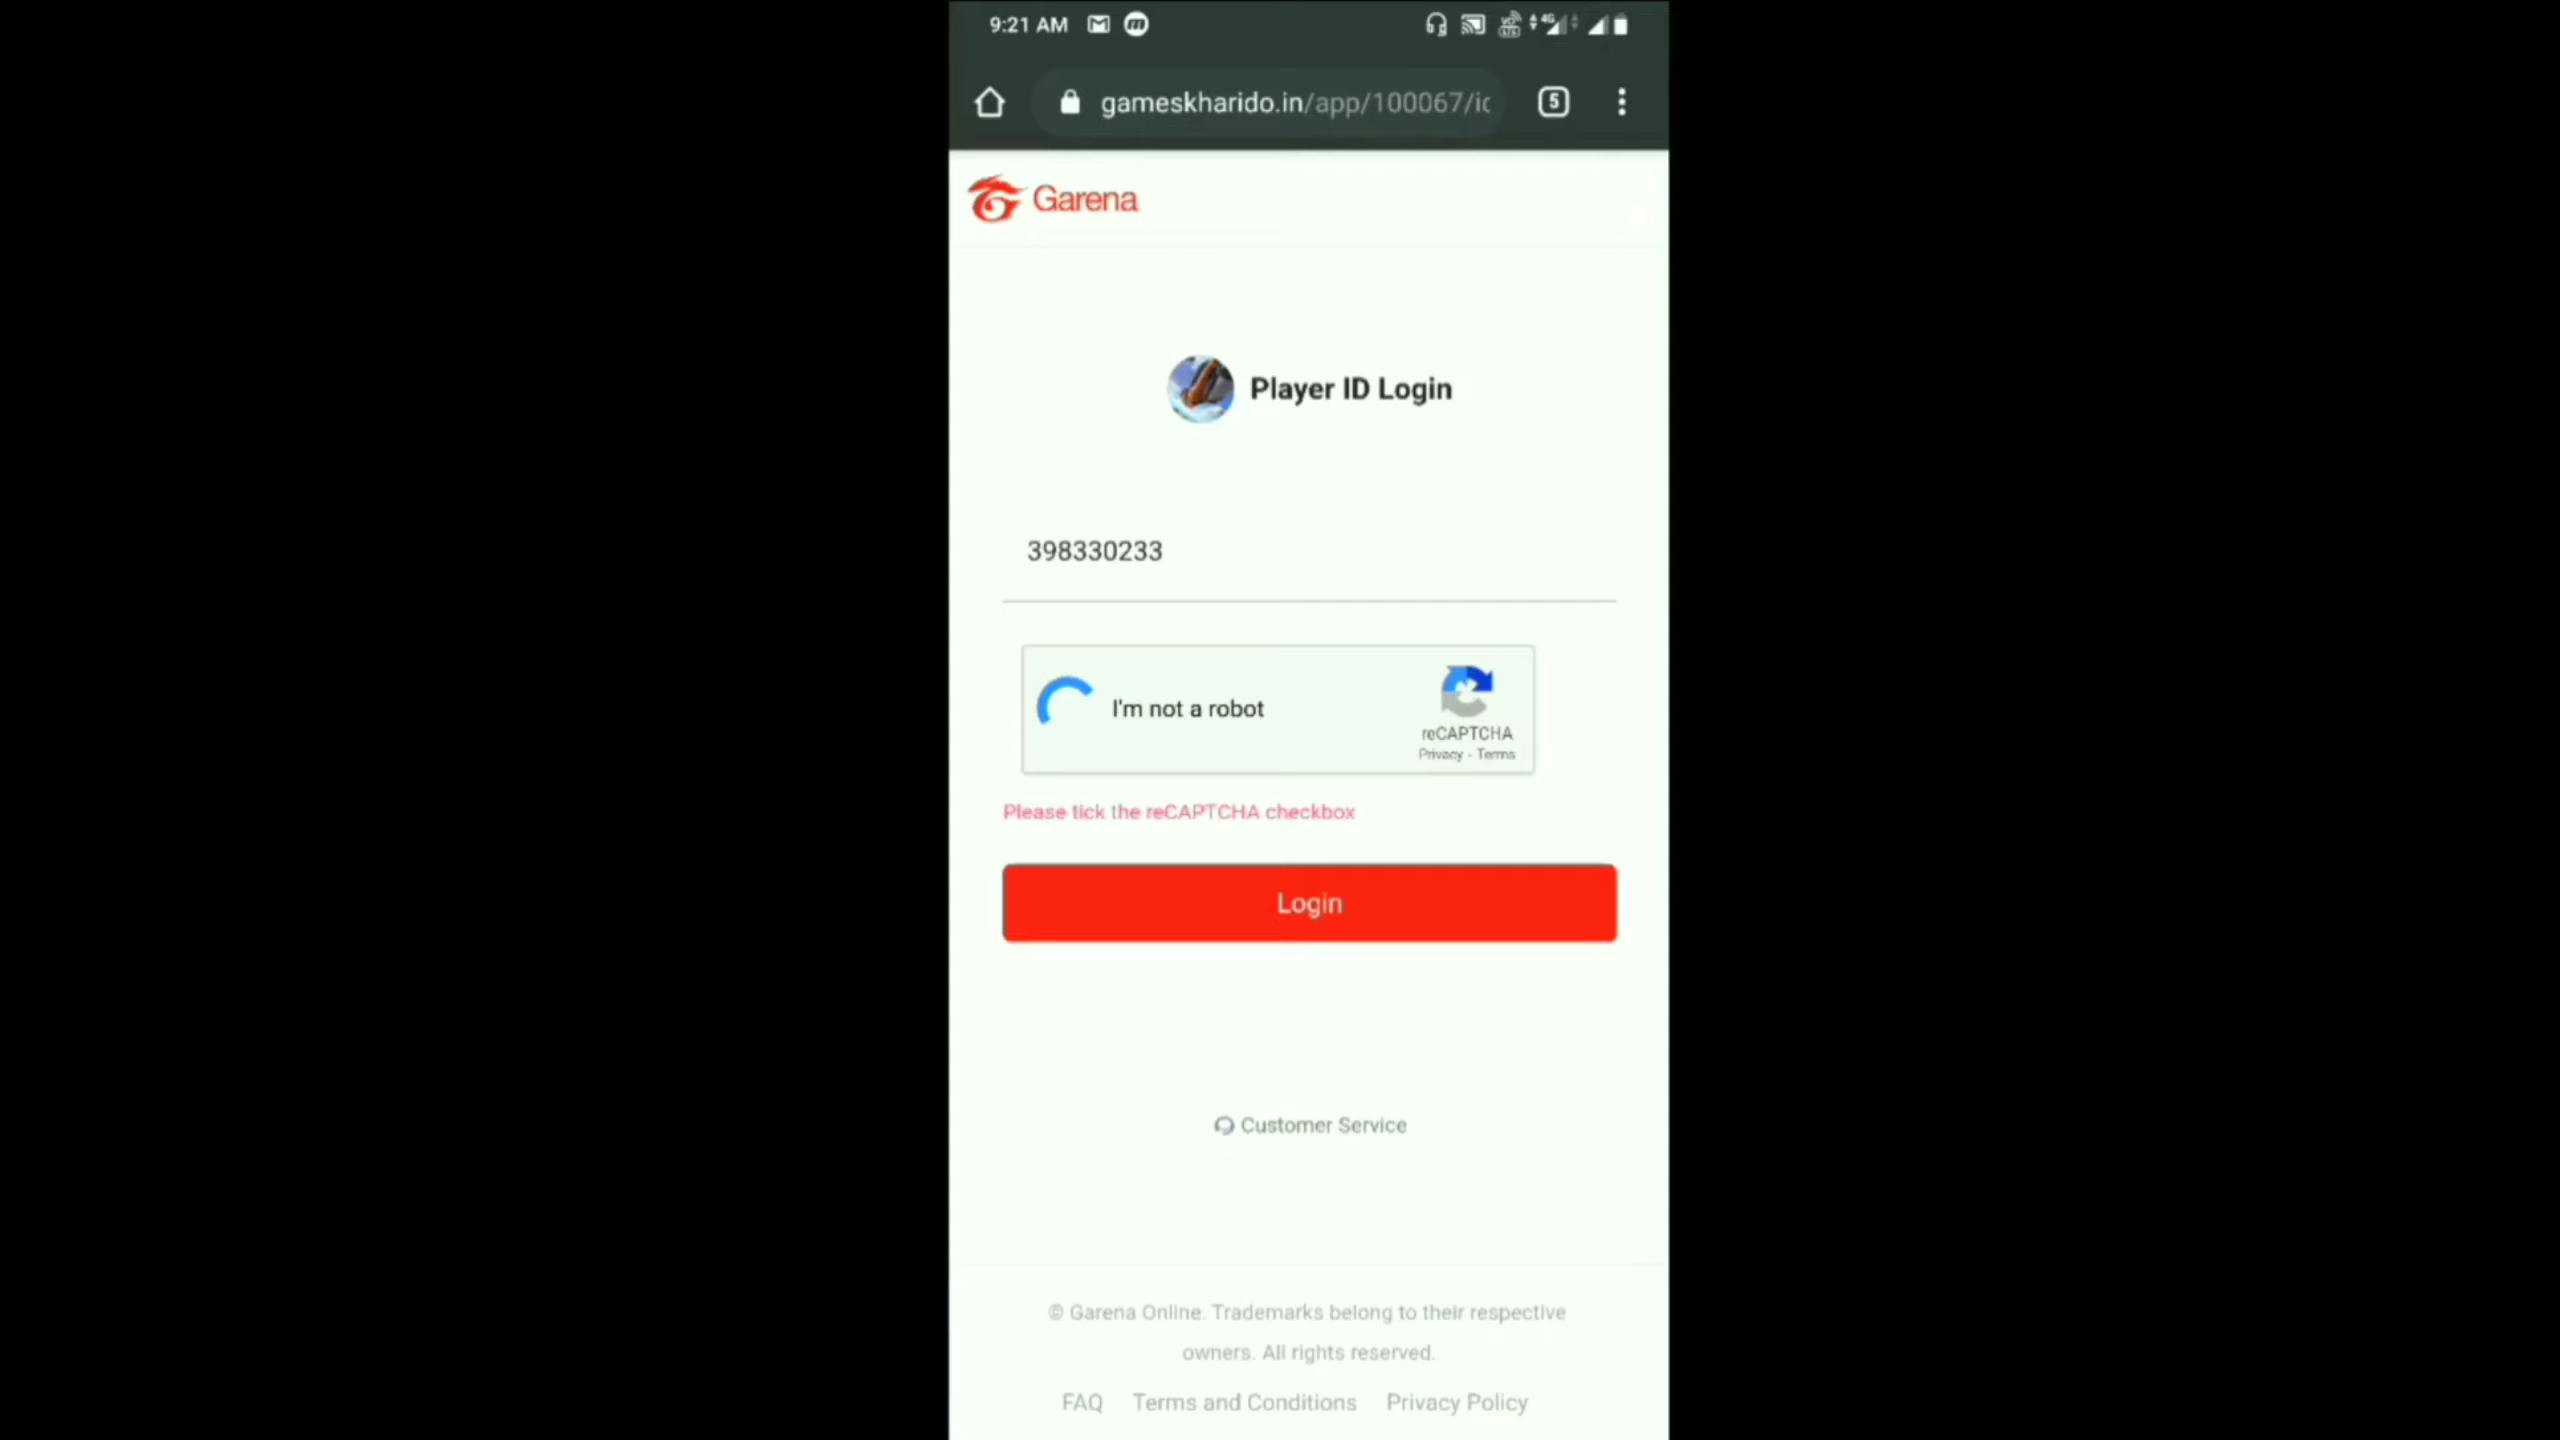 9:21 AM
gameskharido.in/app/100067/ic
5
Garena
Player ID Login
398330233
I'm not a robot
reCAPTCHA
Privacy - Terms
Please tick the reCAPTCHA checkbox
Login
Customer Service
© Garena Online. Trademarks belong to their respective
owners. All rights reserved.
FAQ Terms and Conditions Privacy Policy